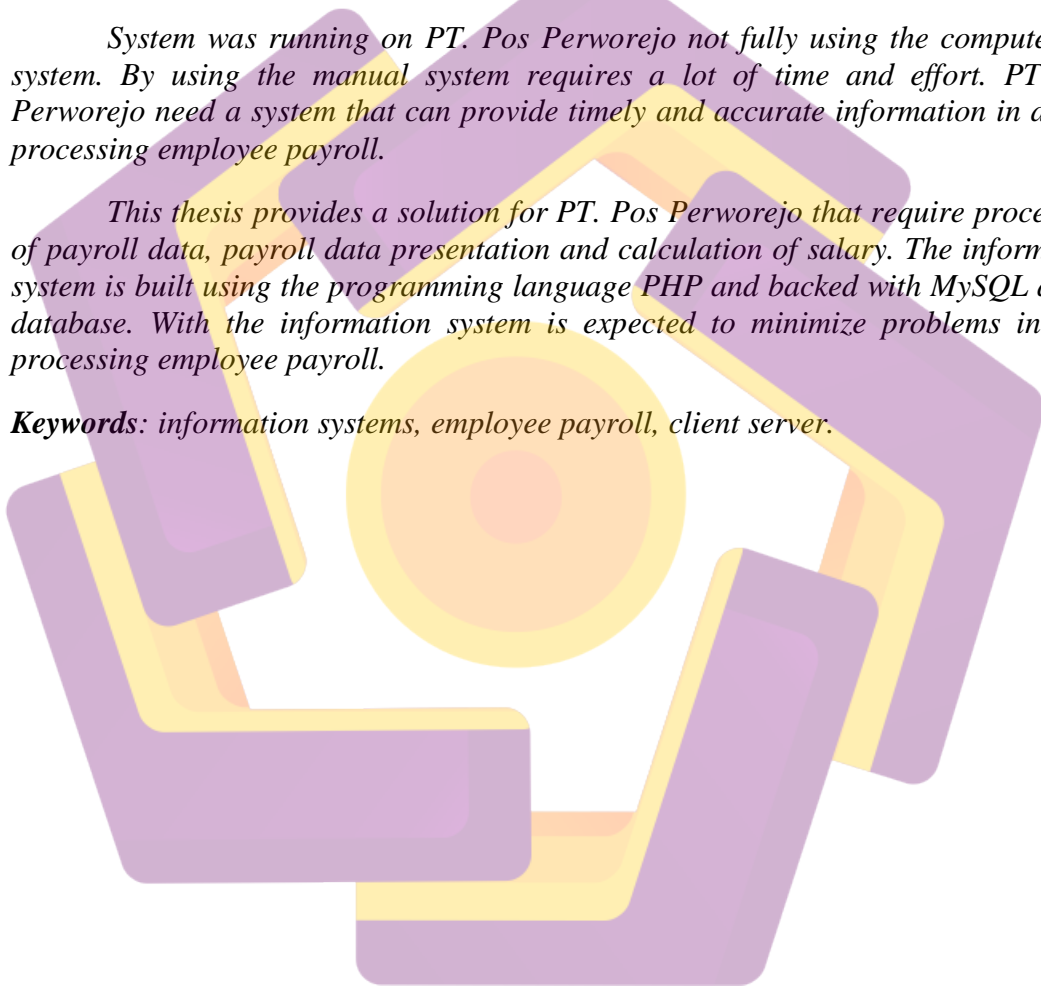 System was running on PT. Pos Perworejo not fully using the compute
system. By using the manual system requires a lot of time and effort. PT
Perworejo need a system that can provide timely and accurate information in
processing employee payroll.
This thesis provides a solution for PT. Pos Perworejo that require proce
of payroll data, payroll data presentation and calculation of salary. The inform
system is built using the programming language PHP and backed with MySQL
database. With the information system is expected to minimize problems in
processing employee payroll.
Keywords: information systems, employee payroll, client server.